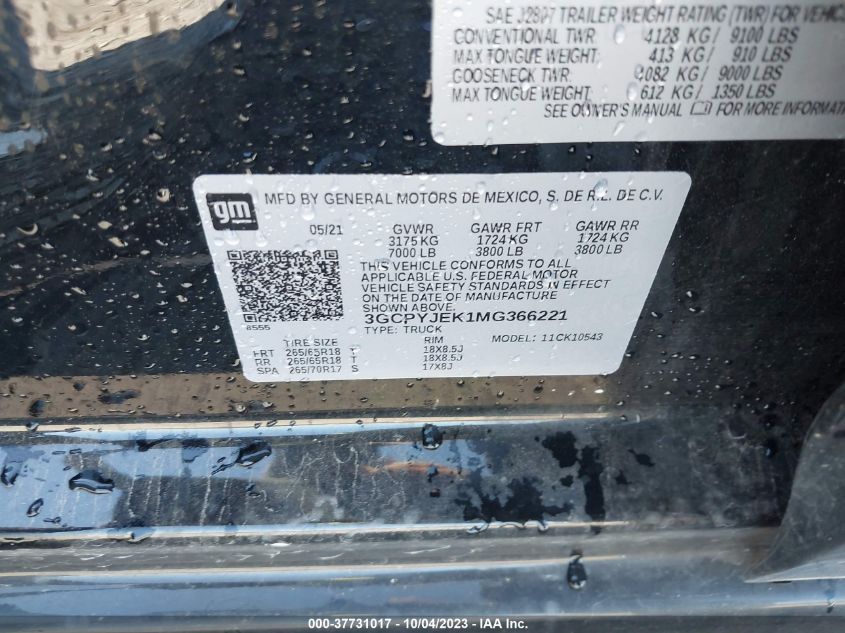 SAE J2807 TRAILER WEIGHT RATING (TWR) FOR VEHIC
CONVENTIONAL TWR: 4128 KG / 9100 LBS
MAX TONGUE WEIGHT: 413 KG / 910 LBS
GOOSENECK TWR: 4082 KG / 9000 LBS
MAX TONGUE WEIGHT: 612 KG / 1350 LBS
SEE OWNER'S MANUAL FOR MORE INFORMATI
gm MFD BY GENERAL MOTORS DE MEXICO, S. DE R.L. DE C.V.
05/21 GVWR GAWR FRT GAWR RR
3175 KG 1724 KG 1724 KG
7000 LB 3800 LB 3800 LB
THIS VEHICLE CONFORMS TO ALL
APPLICABLE U.S. FEDERAL MOTOR
VEHICLE SAFETY STANDARDS IN EFFECT
ON THE DATE OF MANUFACTURE
SHOWN ABOVE.
8555 3GCPYJEK1MG366221
TYPE: TRUCK MODEL: 11CK10543
TIRE SIZE RIM
FRT 265/65R18 T 18X8.5J
RR 265/65R18 T 18X8.5J
SPA 265/70R17 S 17X8J
000-37731017 - 10/04/2023 - IAA Inc.